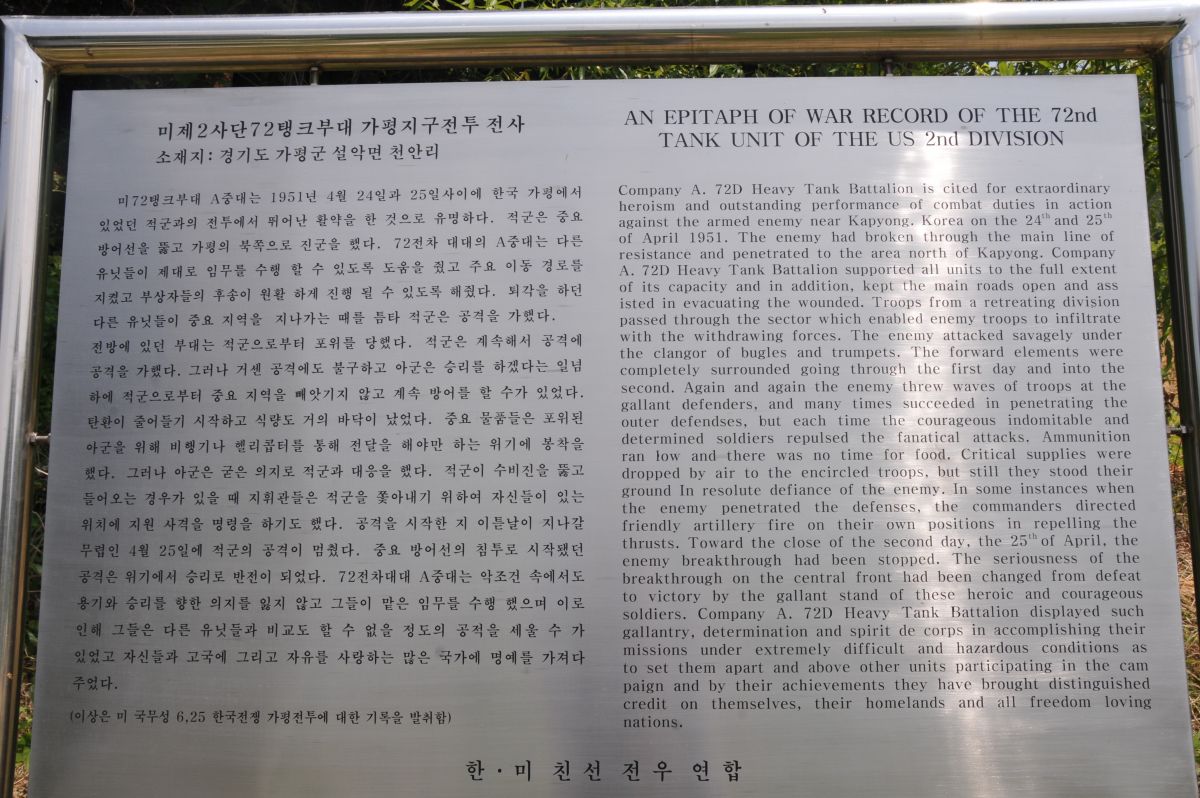 미제2사단72탱크부대 가평지구전투 전사
소재지: 경기도 가평군 설악면 천안리
미72탱크부대 A중대는 1951년 4월 24일과 25일사이에 한국 가평에서
있었던 적군과의 전투에서 뛰어난 활약을 한 것으로 유명하다. 적군은 중요
방어선을 뚫고 가평의 북쪽으로 진군을 했다. 72전차 대대의 A중대는 다른
유닛들이 제대로 임무를 수행 할 수 있도록 도움을 줬고 주요 이동 경로를
지켰고 부상자들의 후송이 원활 하게 진행 될 수 있도록 해줬다. 퇴각을 하던
다른 유닛들이 중요 지역을 지나가는 때를 틈타 적군은 공격을 가했다.
전방에 있던 부대는 적군으로부터 포위를 당했다. 적군은 계속해서 공격에
공격을 가했다. 그러나 거센 공격에도 불구하고 아군은 승리를 하겠다는 일념
하에 적군으로부터 중요 지역을 빼앗기지 않고 계속 방어를 할 수가 있었다.
탄환이 줄어들기 시작하고 식량도 거의 바닥이 났었다. 중요 물품들은 포위된
아군을 위해 비행기나 헬리콥터를 통해 전달을 해야만 하는 위기에 봉착을
했다. 그러나 아군은 굳은 의지로 적군과 대응을 했다. 적군이 수비진을 뚫고
들어오는 경우가 있을 때 지휘관들은 적군을 쫓아내기 위하여 자신들이 있는
위치에 지원 사격을 명령을 하기도 했다. 공격을 시작한 지 이튿날이 지나갈
무렵인 4월 25일에 적군의 공격이 멈췄다. 중요 방어선의 침투로 시작됐던
공격은 위기에서 승리로 반전이 되었다. 72전차대대 A중대는 악조건 속에서도
용기와 승리를 향한 의지를 잃지 않고 그들이 맡은 임무를 수행 했으며 이로
인해 그들은 다른 유닛들과 비교도 할 수 없을 정도의 공적을 세울 수 가
있었고 자신들과 고국에 그리고 자유를 사랑하는 많은 국가에 명예를 가져다
주었다.
(이상은 미 국무성 6,25 한국전쟁 가평전투에 대한 기록을 발취함)
AN EPITAPH OF WAR RECORD OF THE 72nd
TANK UNIT OF THE US 2nd DIVISION
Company A. 72D Heavy Tank Battalion is cited for extraordinary
heroism and outstanding performance of combat duties in action
against the armed enemy near Kapyong. Korea on the 24th and 25th
of April 1951. The enemy had broken through the main line of
resistance and penetrated to the area north of Kapyong. Company
A. 72D Heavy Tank Battalion supported all units to the full extent
of its capacity and in addition, kept the main roads open and ass
isted in evacuating the wounded. Troops from a retreating division
passed through the sector which enabled enemy troops to infiltrate
with the withdrawing forces. The enemy attacked savagely under
the clangor of bugles and trumpets. The forward elements were
completely surrounded going through the first day and into the
second. Again and again the enemy threw waves of troops at the
gallant defenders, and many times succeeded in penetrating the
outer defendses, but each time the courageous indomitable and
determined soldiers repulsed the fanatical attacks. Ammunition
ran low and there was no time for food. Critical supplies were
dropped by air to the encircled troops, but still they stood their
ground In resolute defiance of the enemy. In some instances when
the enemy penetrated the defenses, the commanders directed
friendly artillery fire on their own positions in repelling the
thrusts. Toward the close of the second day, the 25th of April, the
enemy breakthrough had been stopped. The seriousness of the
breakthrough on the central front had been changed from defeat
to victory by the gallant stand of these heroic and courageous
soldiers. Company A. 72D Heavy Tank Battalion displayed such
gallantry, determination and spirit de corps in accomplishing their
missions under extremely difficult and hazardous conditions as
to set them apart and above other units participating in the cam
paign and by their achievements they have brought distinguished
credit on themselves, their homelands and all freedom loving
nations.
한·미 친선 전우 연합